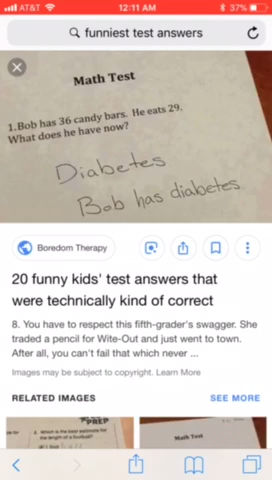 AT&T
12:11 AM
37%
funniest test answers
Math Test
1.Bob has 36 candy bars. He eats 29.
What does he have now?
Diabetes
Bob has diabetes
Boredom Therapy
20 funny kids' test answers that
were technically kind of correct
8. You have to respect this fifth-grader's swagger. She
traded a pencil for Wite-Out and just went to town.
After all, you can't fail that which never ...
Images may be subject to copyright. Learn More
RELATED IMAGES
SEE MORE
PREP
Math Test